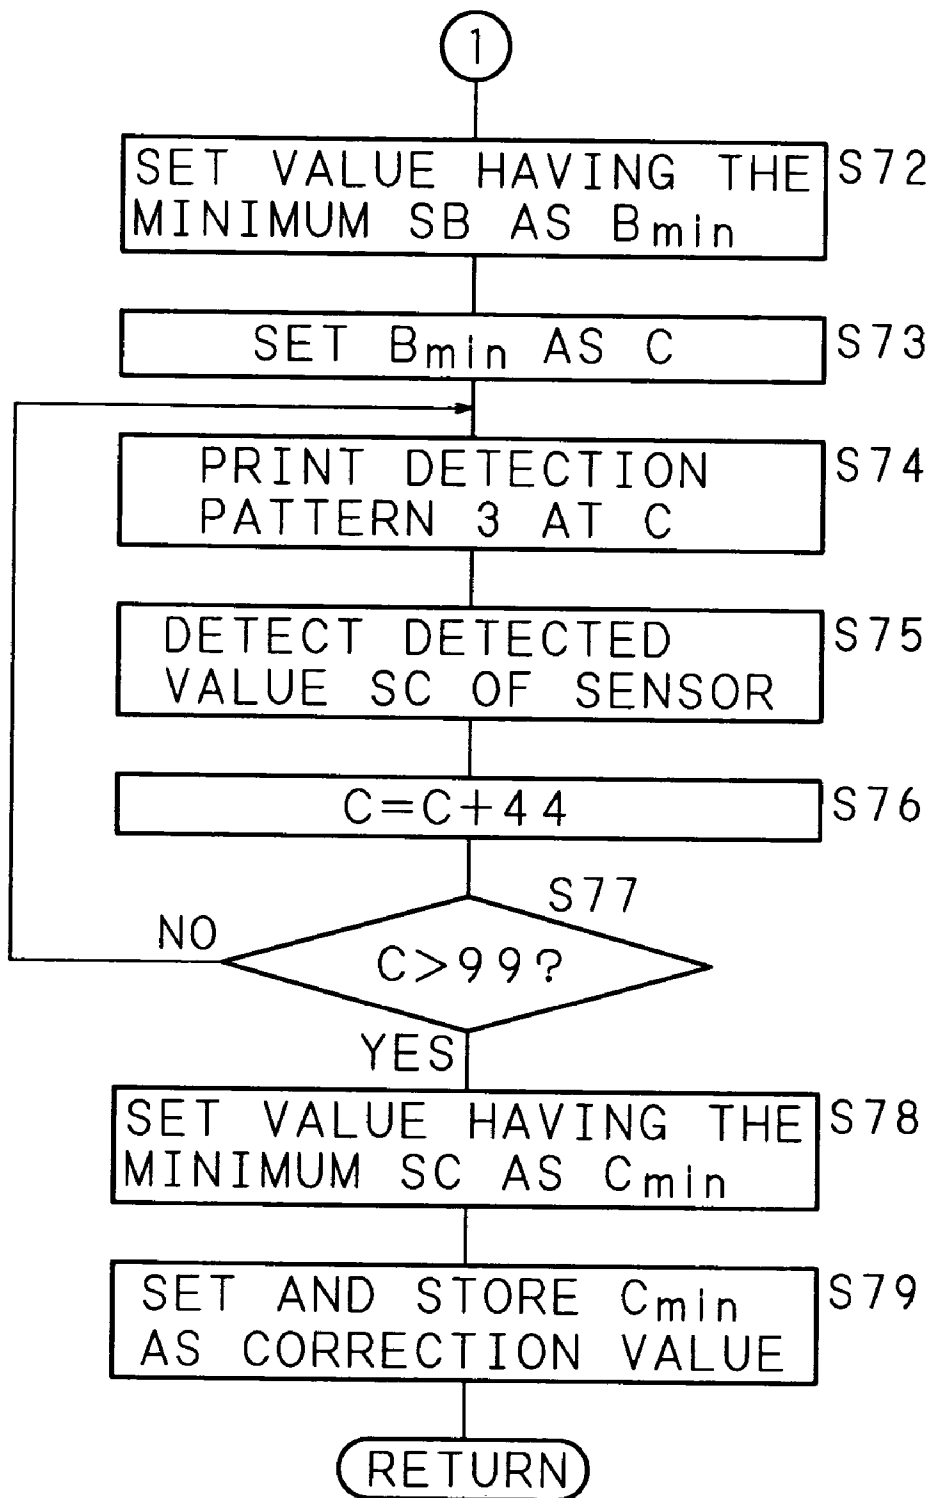 1
SET VALUE HAVING THE
MINIMUM SB AS Bmin
S72
SET Bmin AS C
S73
PRINT DETECTION
PATTERN 3 AT C
S74
DETECT DETECTED
VALUE SC OF SENSOR
S75
C=C+44
S76
S77
NO
C>99?
YES
SET VALUE HAVING THE
MINIMUM SC AS Cmin
S78
SET AND STORE Cmin
AS CORRECTION VALUE
S79
RETURN